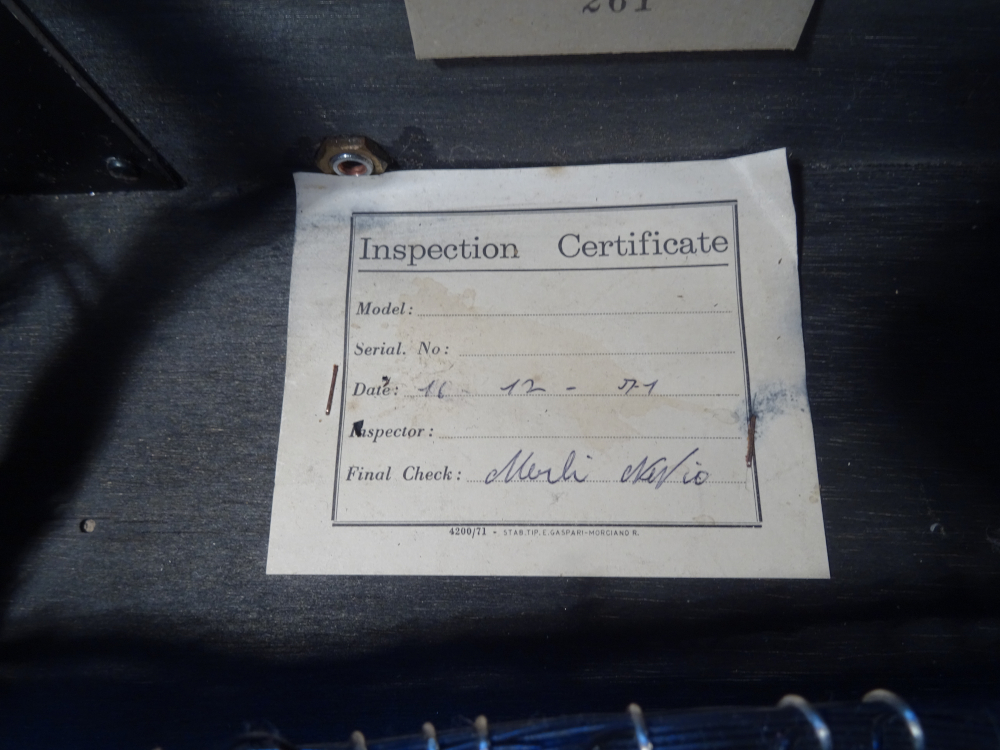 261
Inspection Certificate
Model:
Serial. No:
Date: 16 - 12 - 71
Inspector:
Final Check: Merli Nevio
4200/71 - STAB.TIP.E.GASPARI-MORCIANO R.